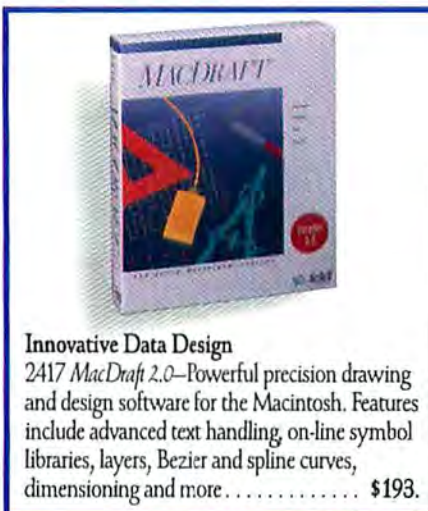 MACDRAFT
Innovative Data Design
2417 MacDraft 2.0–Powerful precision drawing
and design software for the Macintosh. Features
include advanced text handling, on-line symbol
libraries, layers, Bezier and spline curves,
dimensioning and more . . . . . . . . . . . . . $193.